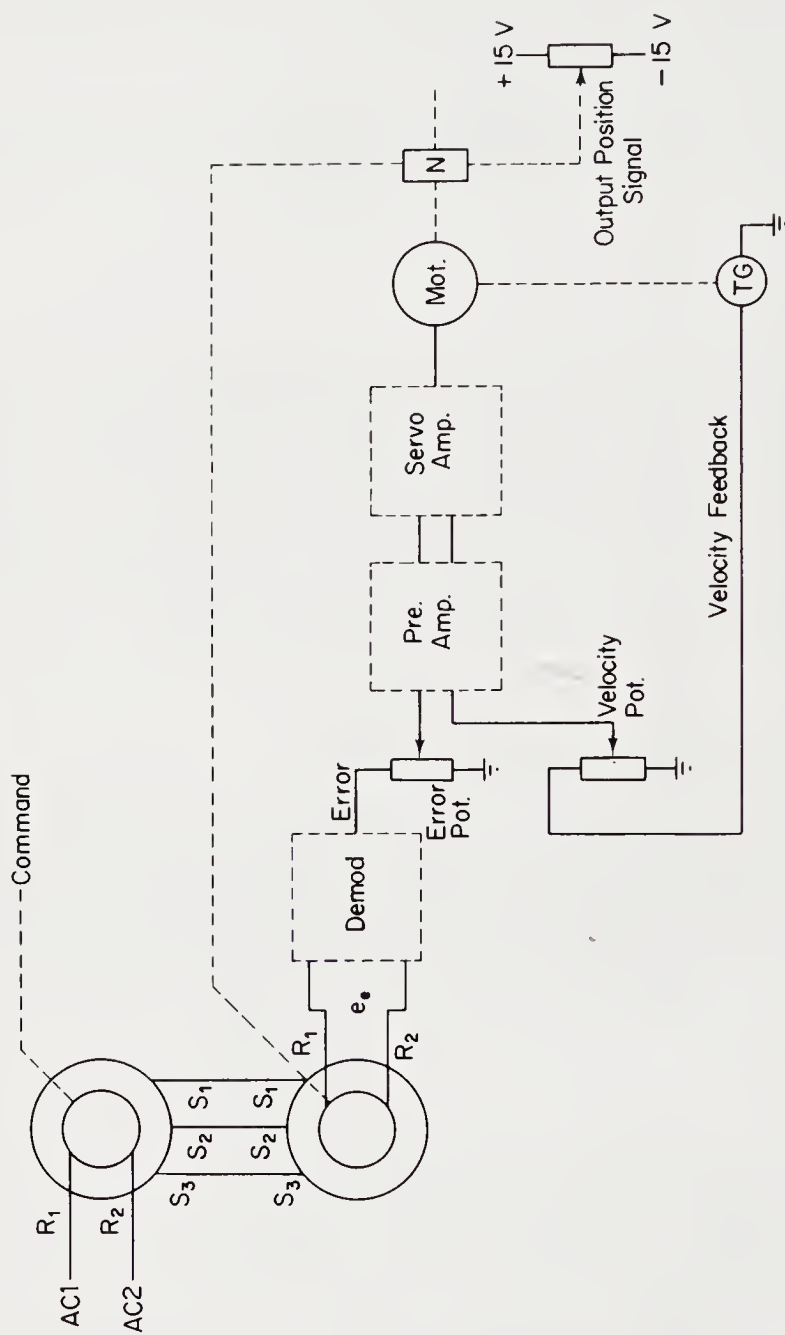 Command
AC1
R1
R2
AC2
S3
S2
S1
S3
S2
S1
R1
ee
R2
Demod
Error
Error
Pot.
Pre.
Amp.
Velocity
Pot.
Servo
Amp.
Mot.
N
TG
Velocity Feedback
+15 V
-15 V
Output Position
Signal